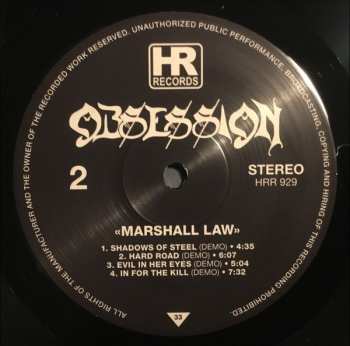 ALL RIGHTS OF THE MANUFACTURER AND THE OWNER OF THE RECORDED WORK RESERVED. UNAUTHORIZED PUBLIC PERFORMANCE, BROADCASTING, COPYING AND HIRING OF THIS RECORDING PROHIBITED.
HR
RECORDS
OBSESSION
2
STEREO
HRR 929
«MARSHALL LAW»
1. SHADOWS OF STEEL (DEMO) • 4:35
2. HARD ROAD (DEMO) • 6:07
3. EVIL IN HER EYES (DEMO) • 5:04
4. IN FOR THE KILL (DEMO) • 7:32
33